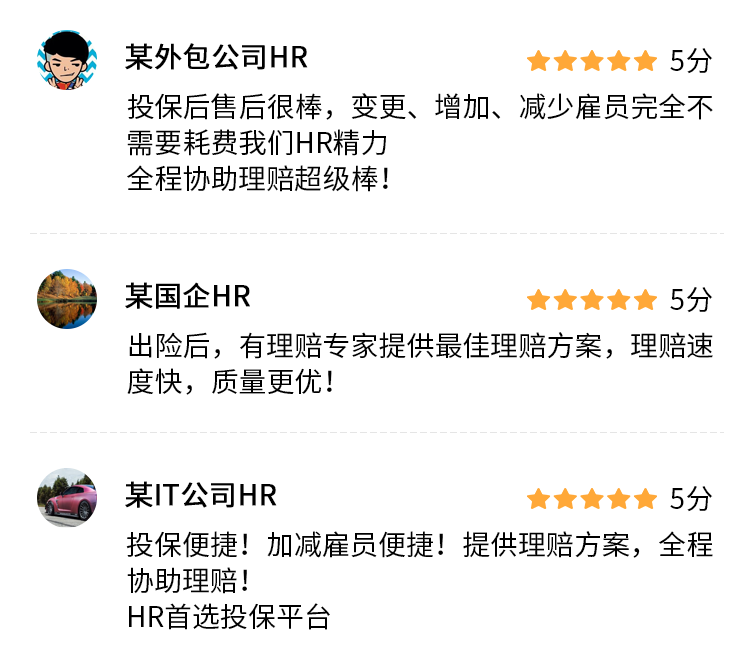 某外包公司HR
5分
投保后售后很棒，变更、增加、减少雇员完全不
需要耗费我们HR精力
全程协助理赔超级棒！
某国企HR
5分
出险后，有理赔专家提供最佳理赔方案，理赔速
度快，质量更优！
某IT公司HR
5分
投保便捷！加减雇员便捷！提供理赔方案，全程
协助理赔！
HR首选投保平台